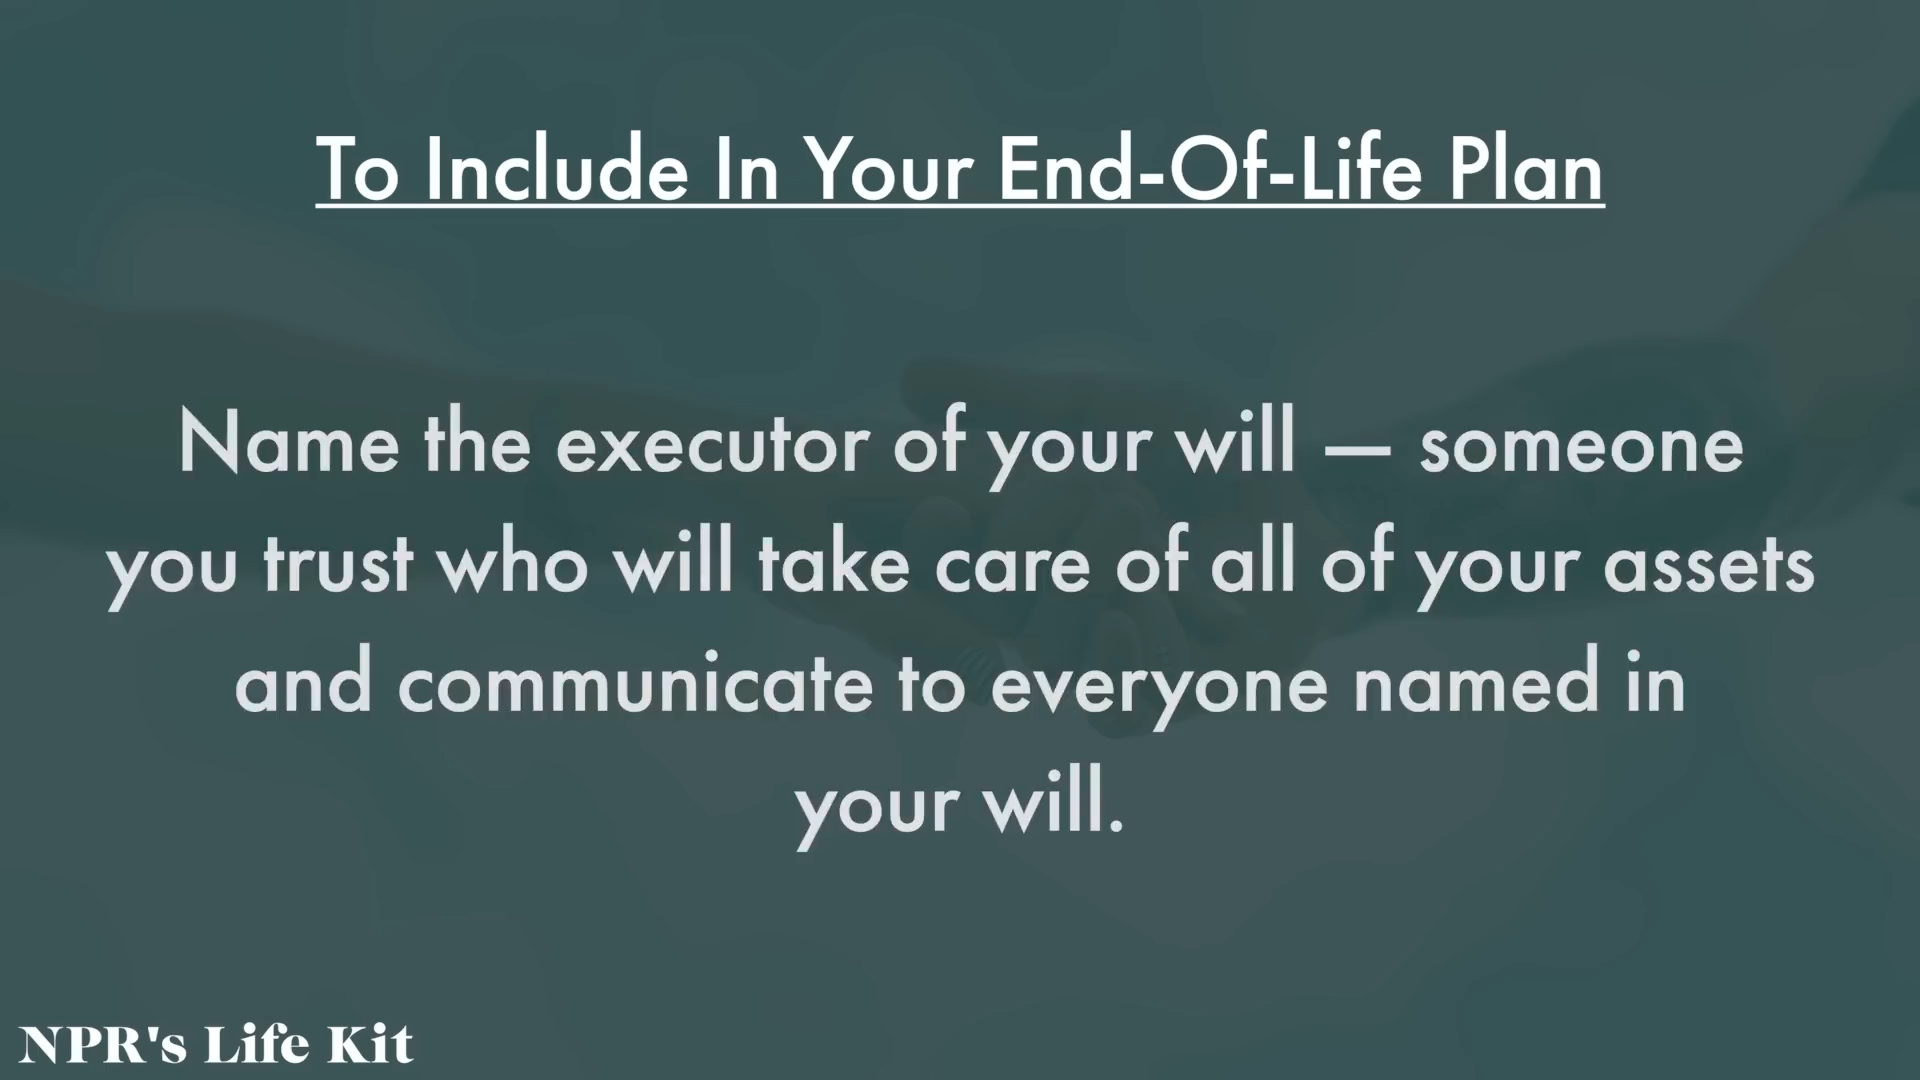 To Include In Your End-Of-Life Plan
Name the executor of your will — someone
you trust who will take care of all of your assets
and communicate to everyone named in
your will.
NPR's Life Kit